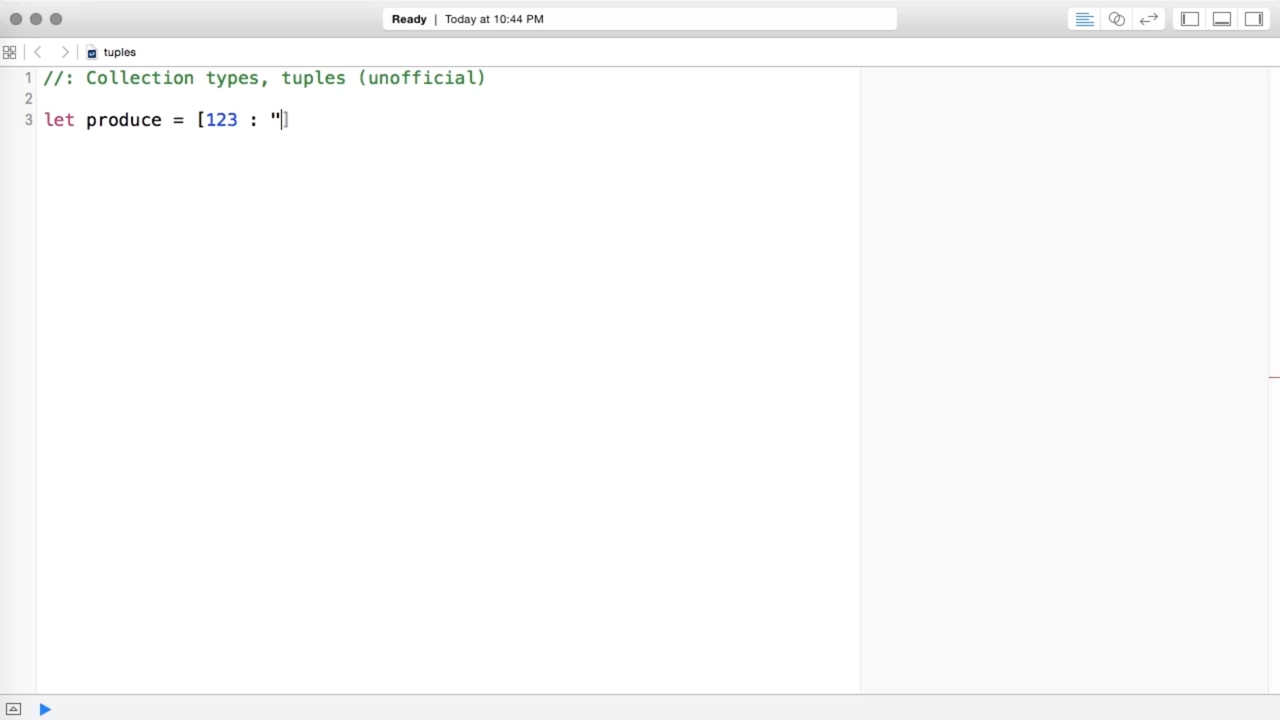 Ready | Today at 10:44 PM
tuples
1 //: Collection types, tuples (unofficial)
2
3 let produce = [123 : "]